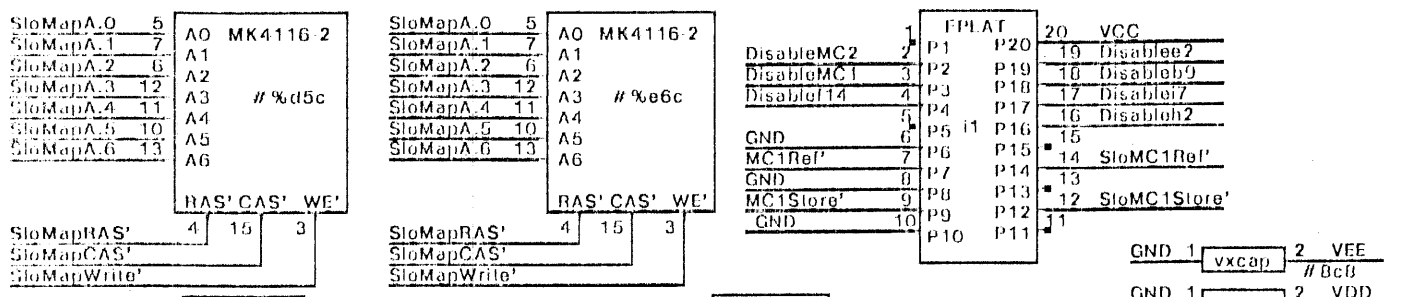 SloMapA.0 5 A0 MK4116-2
SloMapA.1 7 A1
SloMapA.2 6 A2
SloMapA.3 12 A3 #%d5c
SloMapA.4 11 A4
SloMapA.5 10 A5
SloMapA.6 13 A6
RAS' CAS' WE'
4 15 3
SloMapRAS'
SloMapCAS'
SloMapWrite'
SloMapA.0 5 A0 MK4116-2
SloMapA.1 7 A1
SloMapA.2 6 A2
SloMapA.3 12 A3 #%e6c
SloMapA.4 11 A4
SloMapA.5 10 A5
SloMapA.6 13 A6
RAS' CAS' WE'
4 15 3
SloMapRAS'
SloMapCAS'
SloMapWrite'
FPLAT
1 P1 P20 20 VCC
DisableMC2 2 P2 P19 19 Disablee2
DisableMC1 3 P3 P18 18 Disableb9
Disablef14 4 P4 P17 17 Disablei7
5 P5 i1 P16 16 Disableh2
GND 6 P6 P15 15
MC1Ref' 7 P7 P14 14 SloMC1Ref'
GND 8 P8 P13 13
MC1Store' 9 P9 P12 12 SloMC1Store'
GND 10 P10 P11 11
GND 1 vxcap 2 VEE
#BcB
GND 1 2 VDD